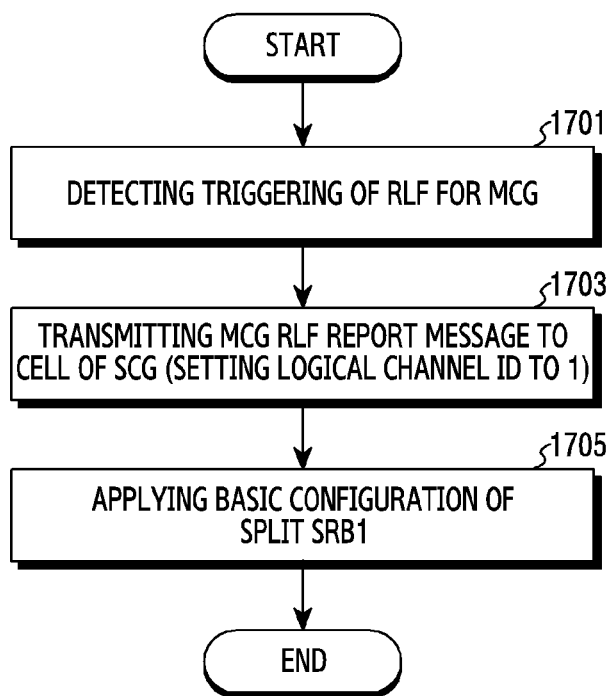 START
1701
DETECTING TRIGGERING OF RLF FOR MCG
1703
TRANSMITTING MCG RLF REPORT MESSAGE TO
CELL OF SCG (SETTING LOGICAL CHANNEL ID TO 1)
1705
APPLYING BASIC CONFIGURATION OF
SPLIT SRB1
END